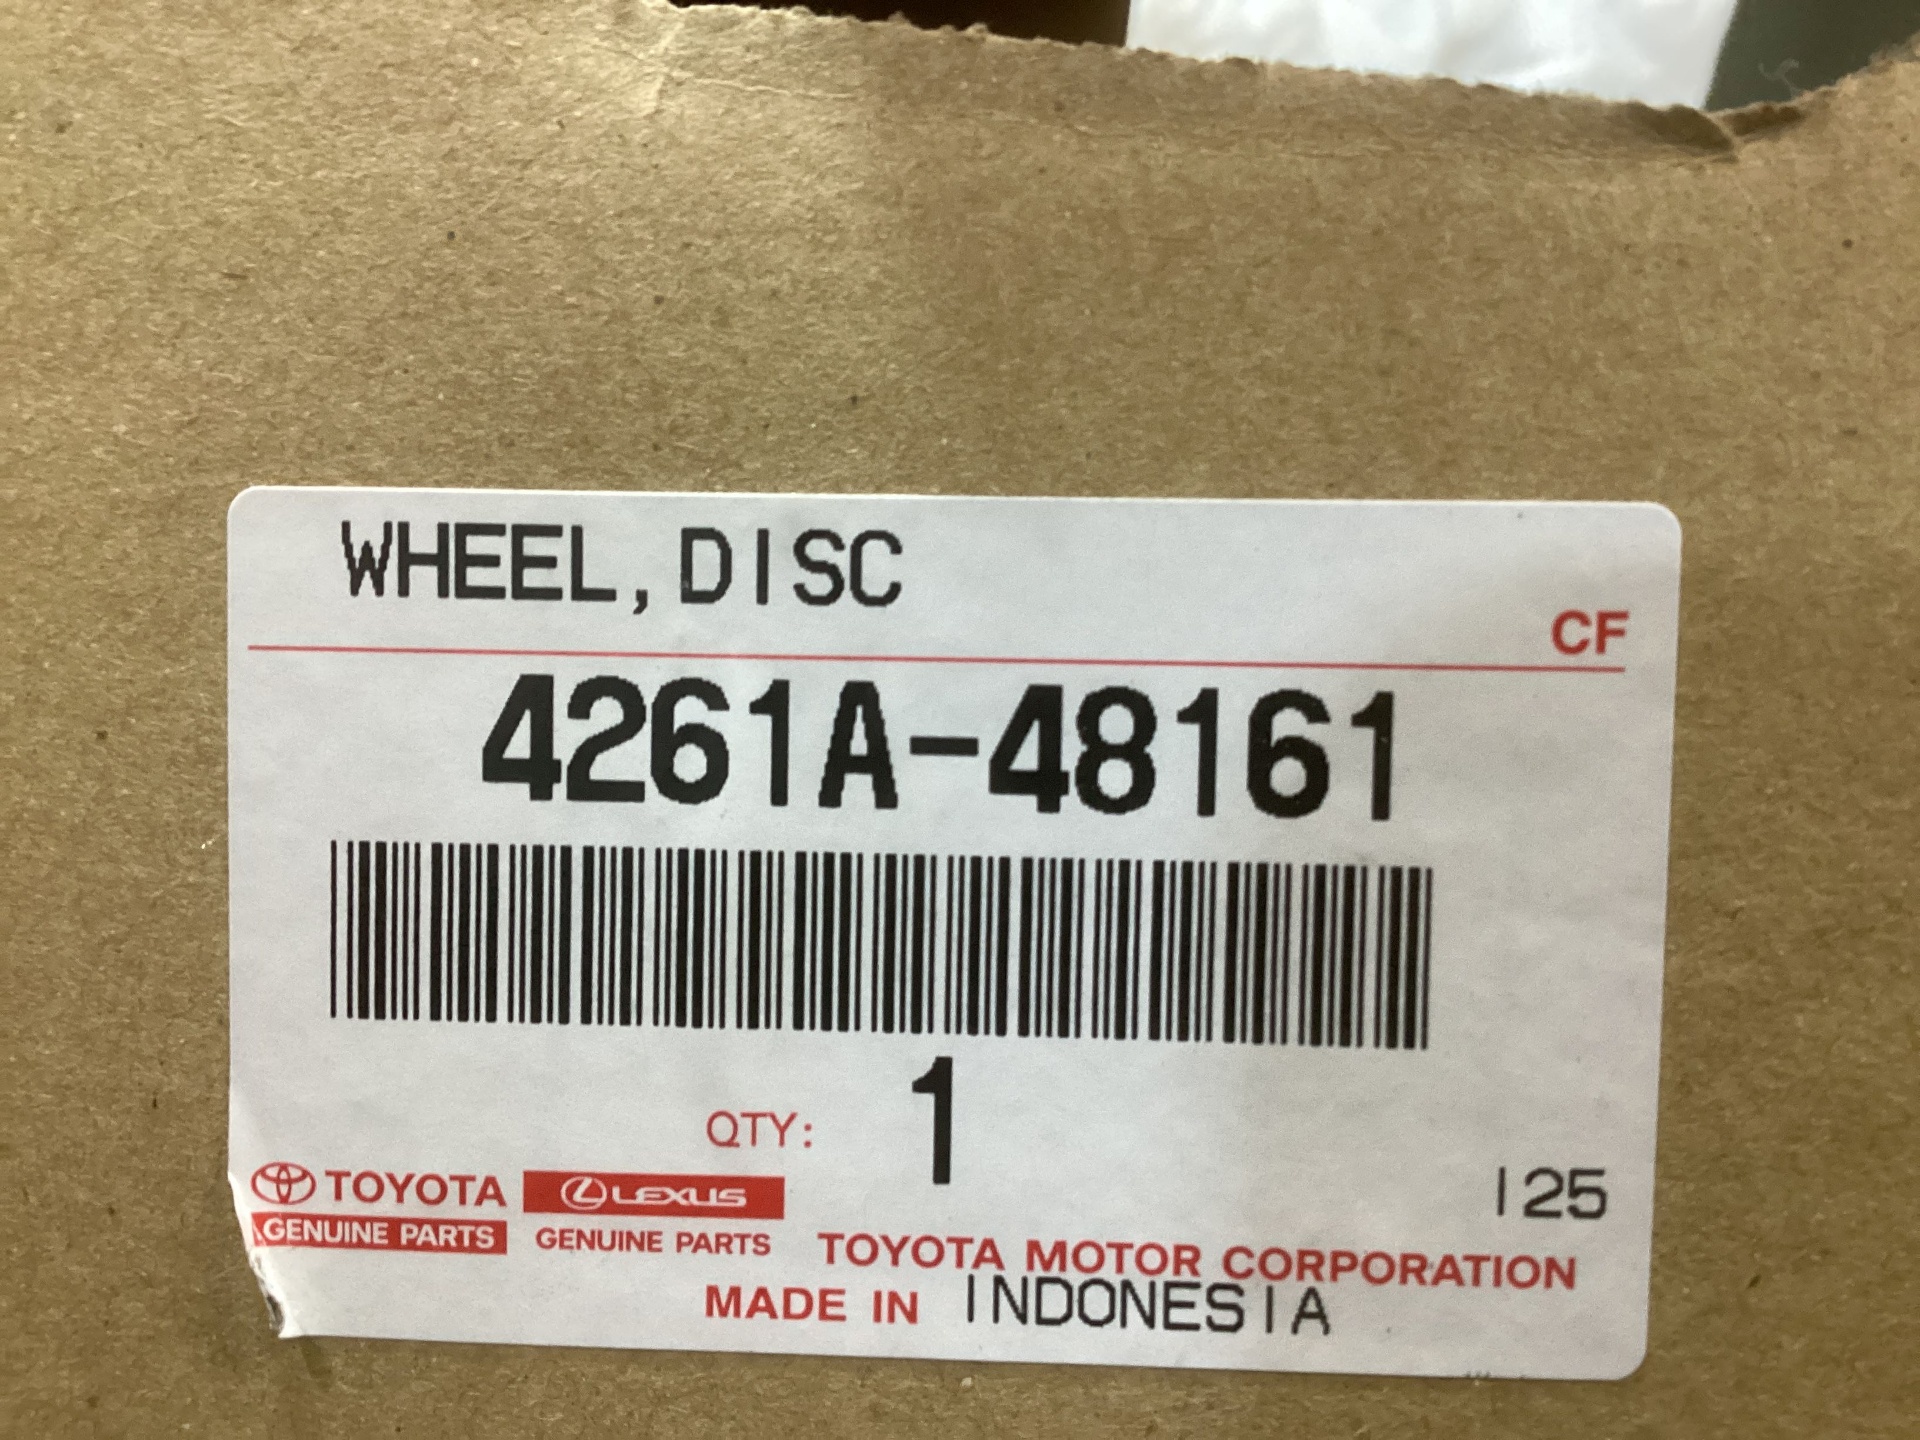 WHEEL,DISC
CF
4261A-48161
QTY: 1
TOYOTA LEXUS 125
GENUINE PARTS GENUINE PARTS TOYOTA MOTOR CORPORATION
MADE IN INDONESIA